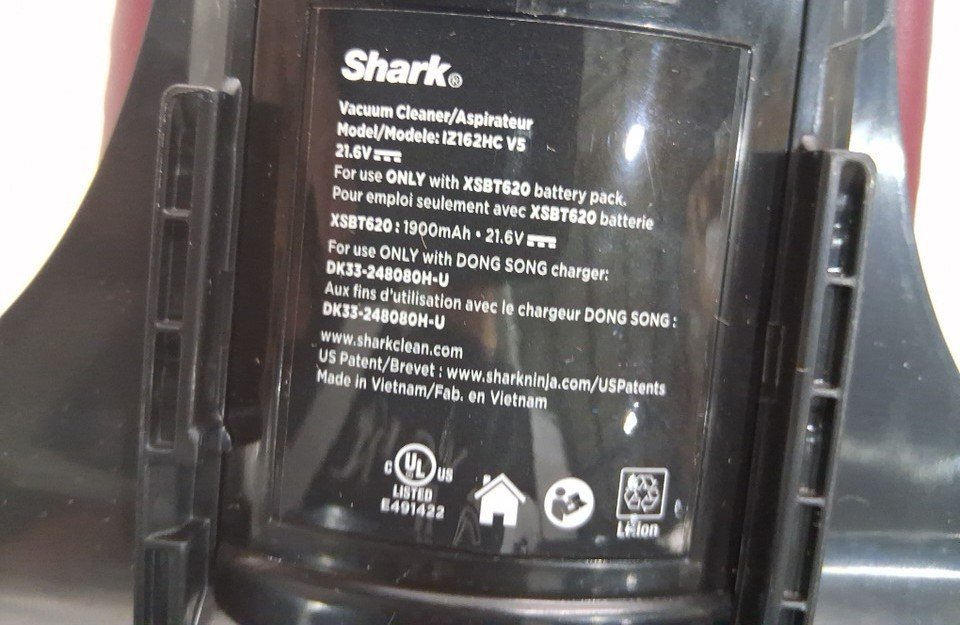 Shark®
Vacuum Cleaner/Aspirateur
Model/Modele: IZ162HC V5
21.6V
For use ONLY with XSBT620 battery pack.
Pour emploi seulement avec XSBT620 batterie
XSBT620 : 1900mAh • 21.6V
For use ONLY with DONG SONG charger:
DK33-248080H-U
Aux fins d'utilisation avec le chargeur DONG SONG :
DK33-248080H-U
www.sharkclean.com
US Patent/Brevet : www.sharkninja.com/USPatents
Made in Vietnam/Fab. en Vietnam
C UL US
LISTED
E491422
Li-ion